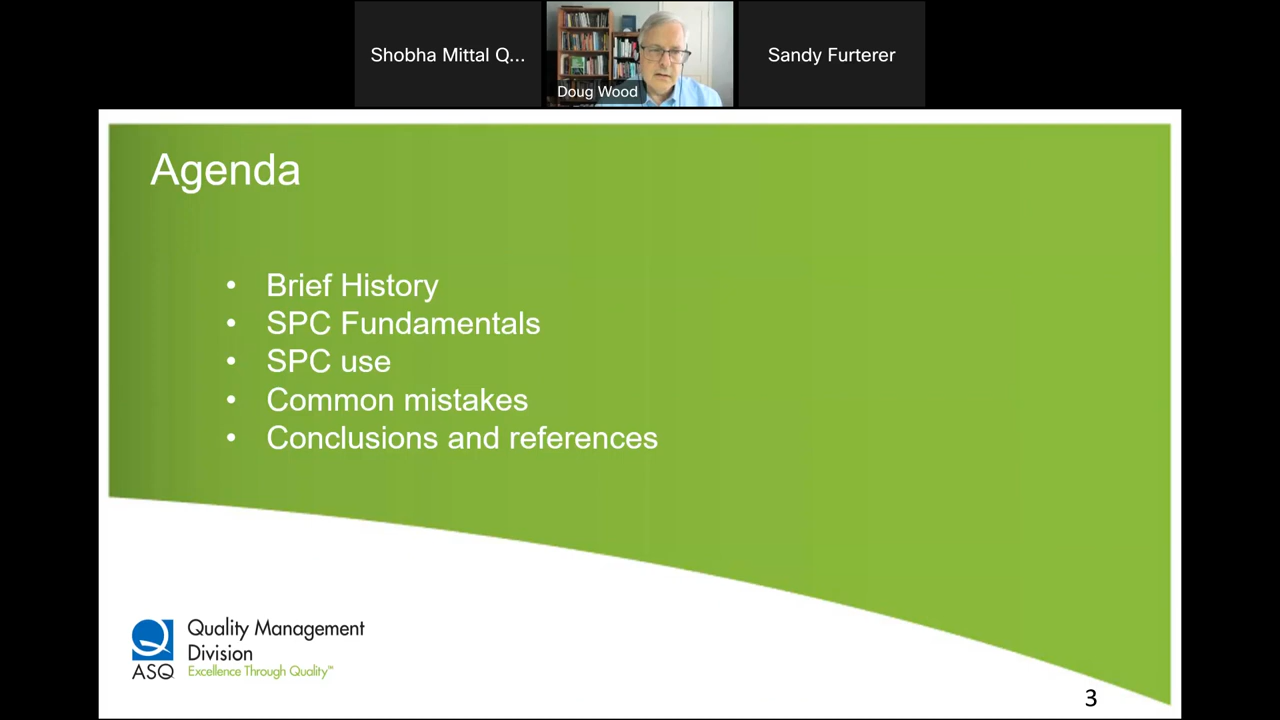 Shobha Mittal Q...
Doug Wood
Sandy Furterer
Agenda
• Brief History
• SPC Fundamentals
• SPC use
• Common mistakes
• Conclusions and references
Quality Management
Division
ASQ Excellence Through Quality™
3